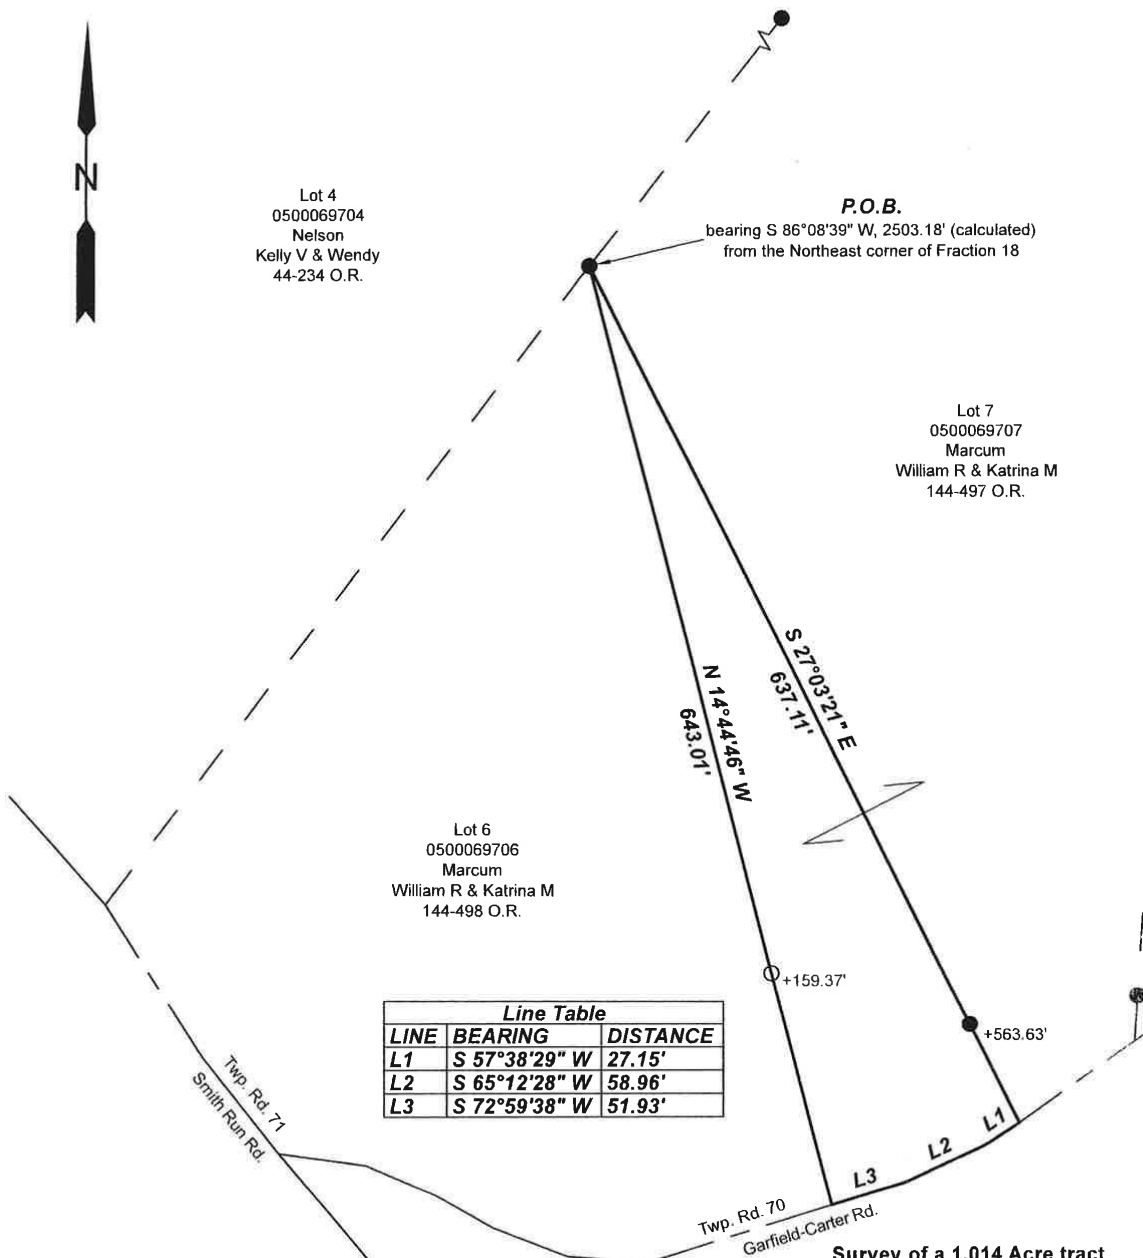 N
Lot 4
0500069704
Nelson
Kelly V & Wendy
44-234 O.R.
P.O.B.
bearing S 86°08'39" W, 2503.18' (calculated)
from the Northeast corner of Fraction 18
Lot 7
0500069707
Marcum
William R & Katrina M
144-497 O.R.
S 27°03'21" E
637.11'
N 14°44'46" W
643.01'
Lot 6
0500069706
Marcum
William R & Katrina M
144-498 O.R.
+159.37'
+563.63'
Line Table
LINE BEARING DISTANCE
L1 S 57°38'29" W 27.15'
L2 S 65°12'28" W 58.96'
L3 S 72°59'38" W 51.93'
Twp. Rd. 71
Smith Run Rd.
L1
L2
L3
Twp. Rd. 70
Garfield-Carter Rd.
Survey of a 1.014 Acre tract